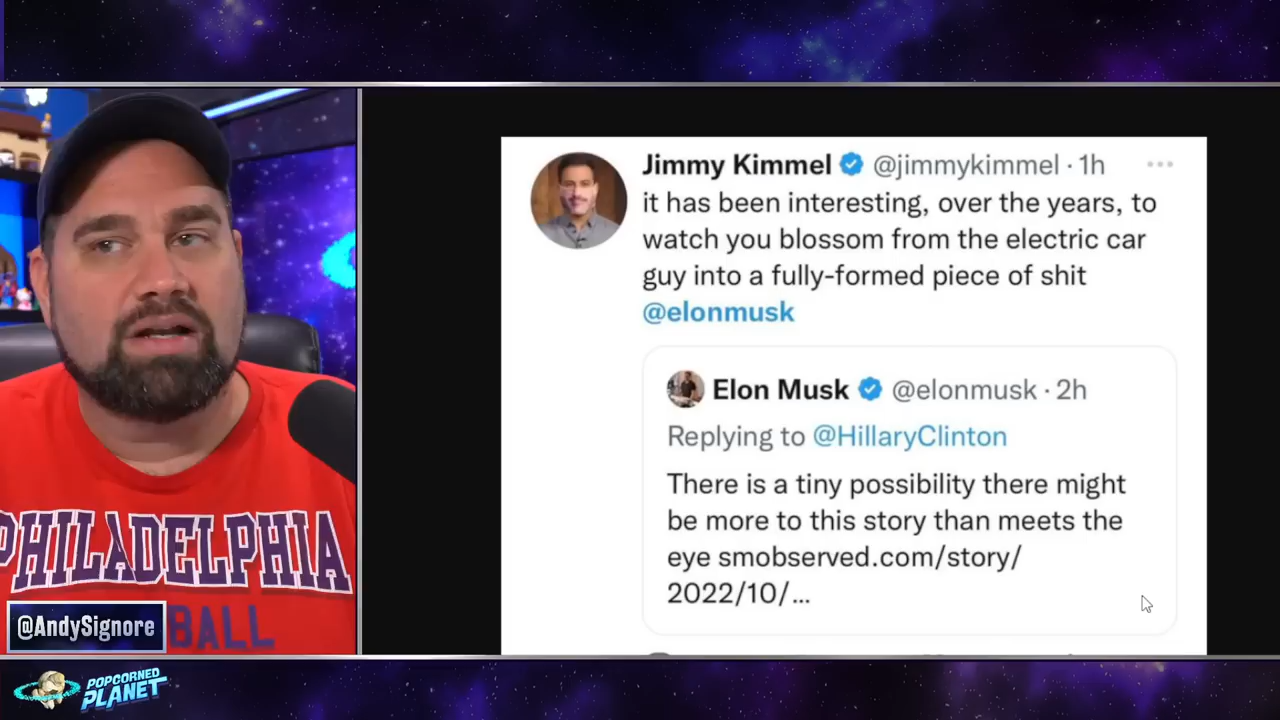 Jimmy Kimmel @jimmykimmel · 1h
it has been interesting, over the years, to
watch you blossom from the electric car
guy into a fully-formed piece of shit
@elonmusk
Elon Musk @elonmusk · 2h
Replying to @HillaryClinton
There is a tiny possibility there might
be more to this story than meets the
eye smobserved.com/story/
2022/10/...
PHILADELPHIA
BALL
@AndySignore
POPCORNED
PLANET